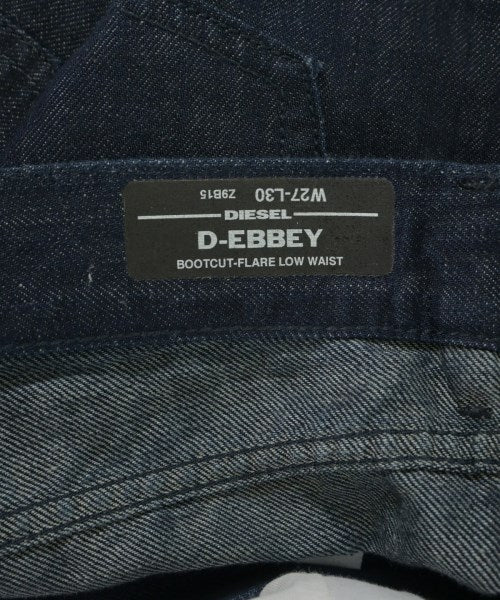 W27-L30 Z9B15
DIESEL
D-EBBEY
BOOTCUT-FLARE LOW WAIST